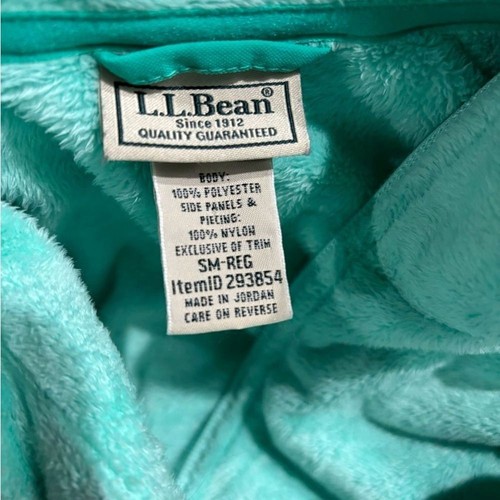 L.L.Bean®
Since 1912
QUALITY GUARANTEED
BODY:
100% POLYESTER
SIDE PANELS &
PIECING:
100% NYLON
EXCLUSIVE OF TRIM
SM-REG
ItemID 293854
MADE IN JORDAN
CARE ON REVERSE